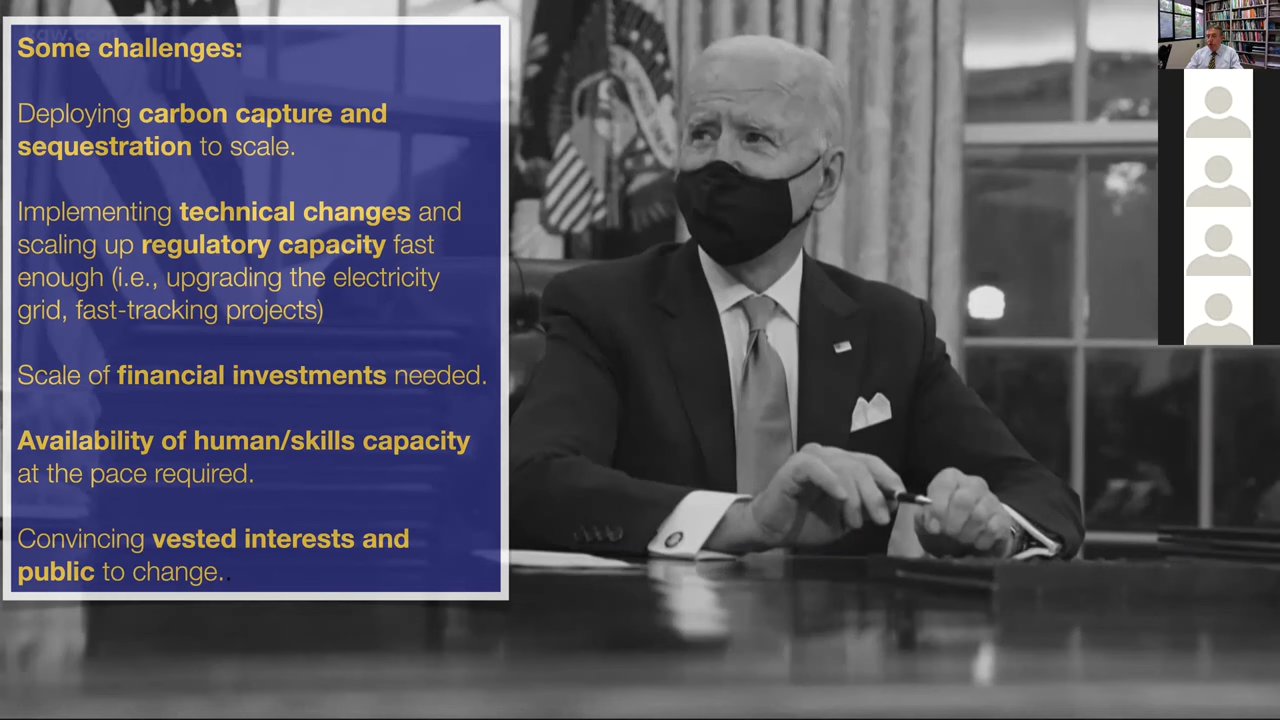 Some challenges:
Deploying carbon capture and
sequestration to scale.
Implementing technical changes and
scaling up regulatory capacity fast
enough (i.e., upgrading the electricity
grid, fast-tracking projects)
Scale of financial investments needed.
Availability of human/skills capacity
at the pace required.
Convincing vested interests and
public to change..